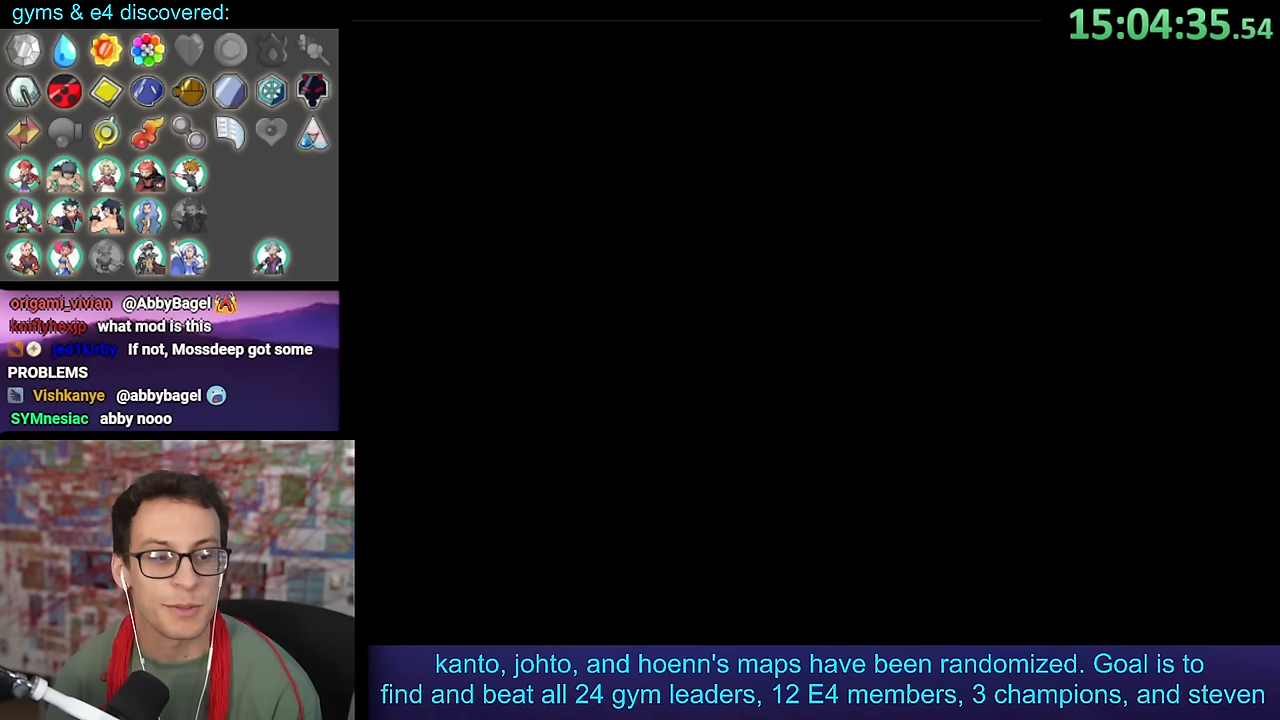 gyms & e4 discovered:
15:04:35.54
origami_vivian @AbbyBagel
kniftyhexjp what mod is this
jed1kirby If not, Mossdeep got some
PROBLEMS
Vishkanye @abbybagel
SYMnesiac abby nooo
kanto, johto, and hoenn's maps have been randomized. Goal is to
find and beat all 24 gym leaders, 12 E4 members, 3 champions, and steven